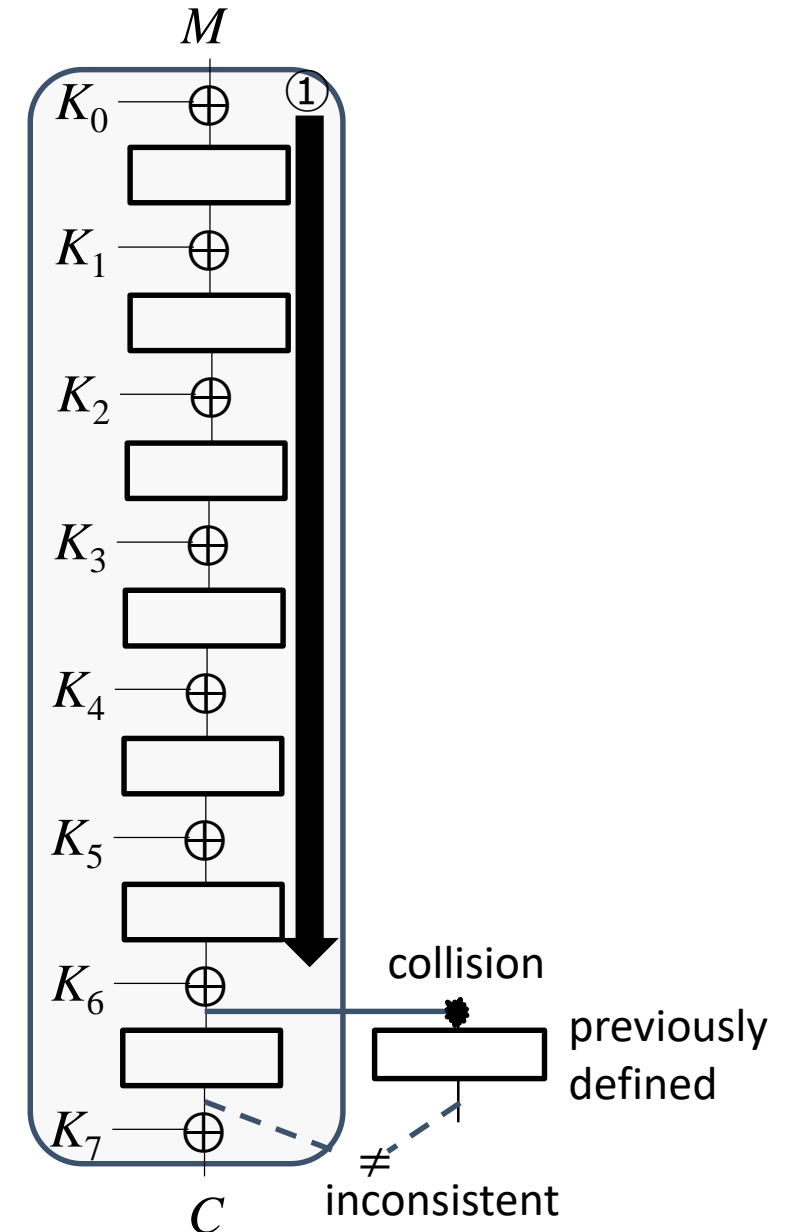 M
①
K₀
K₁
K₂
K₃
K₄
K₅
collision
K₆
previously
defined
K₇
≠
inconsistent
C